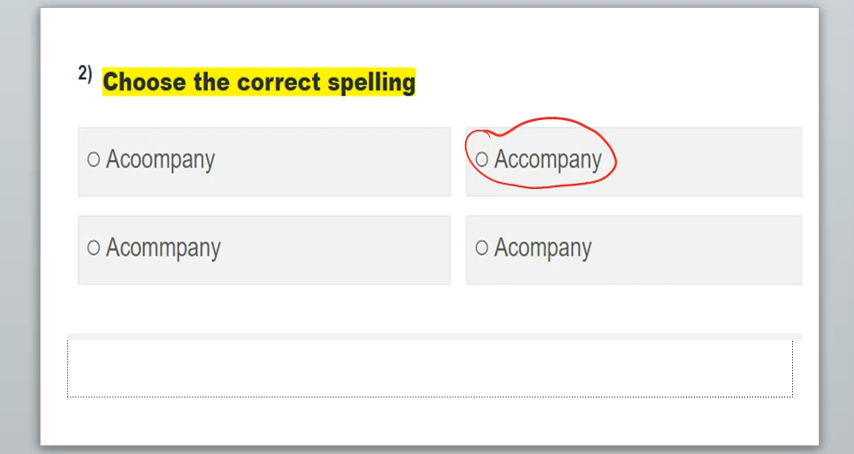 2) Choose the correct spelling
Acoompany
Accompany
Acommpany
Acompany